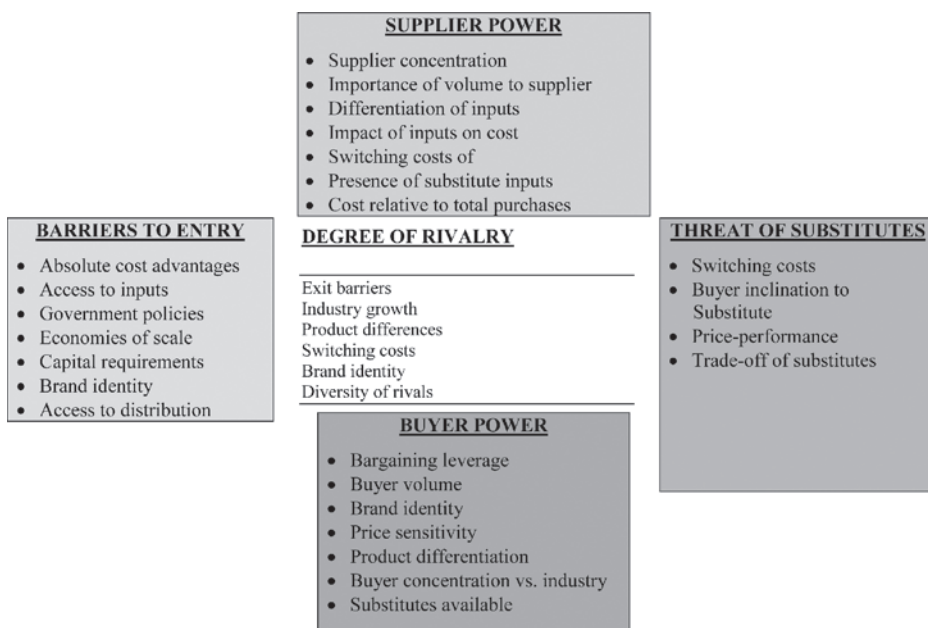 SUPPLIER POWER
• Supplier concentration
• Importance of volume to supplier
• Differentiation of inputs
• Impact of inputs on cost
• Switching costs of
• Presence of substitute inputs
• Cost relative to total purchases
BARRIERS TO ENTRY
• Absolute cost advantages
• Access to inputs
• Government policies
• Economies of scale
• Capital requirements
• Brand identity
• Access to distribution
DEGREE OF RIVALRY
Exit barriers
Industry growth
Product differences
Switching costs
Brand identity
Diversity of rivals
THREAT OF SUBSTITUTES
• Switching costs
• Buyer inclination to
Substitute
• Price-performance
• Trade-off of substitutes
BUYER POWER
• Bargaining leverage
• Buyer volume
• Brand identity
• Price sensitivity
• Product differentiation
• Buyer concentration vs. industry
• Substitutes available